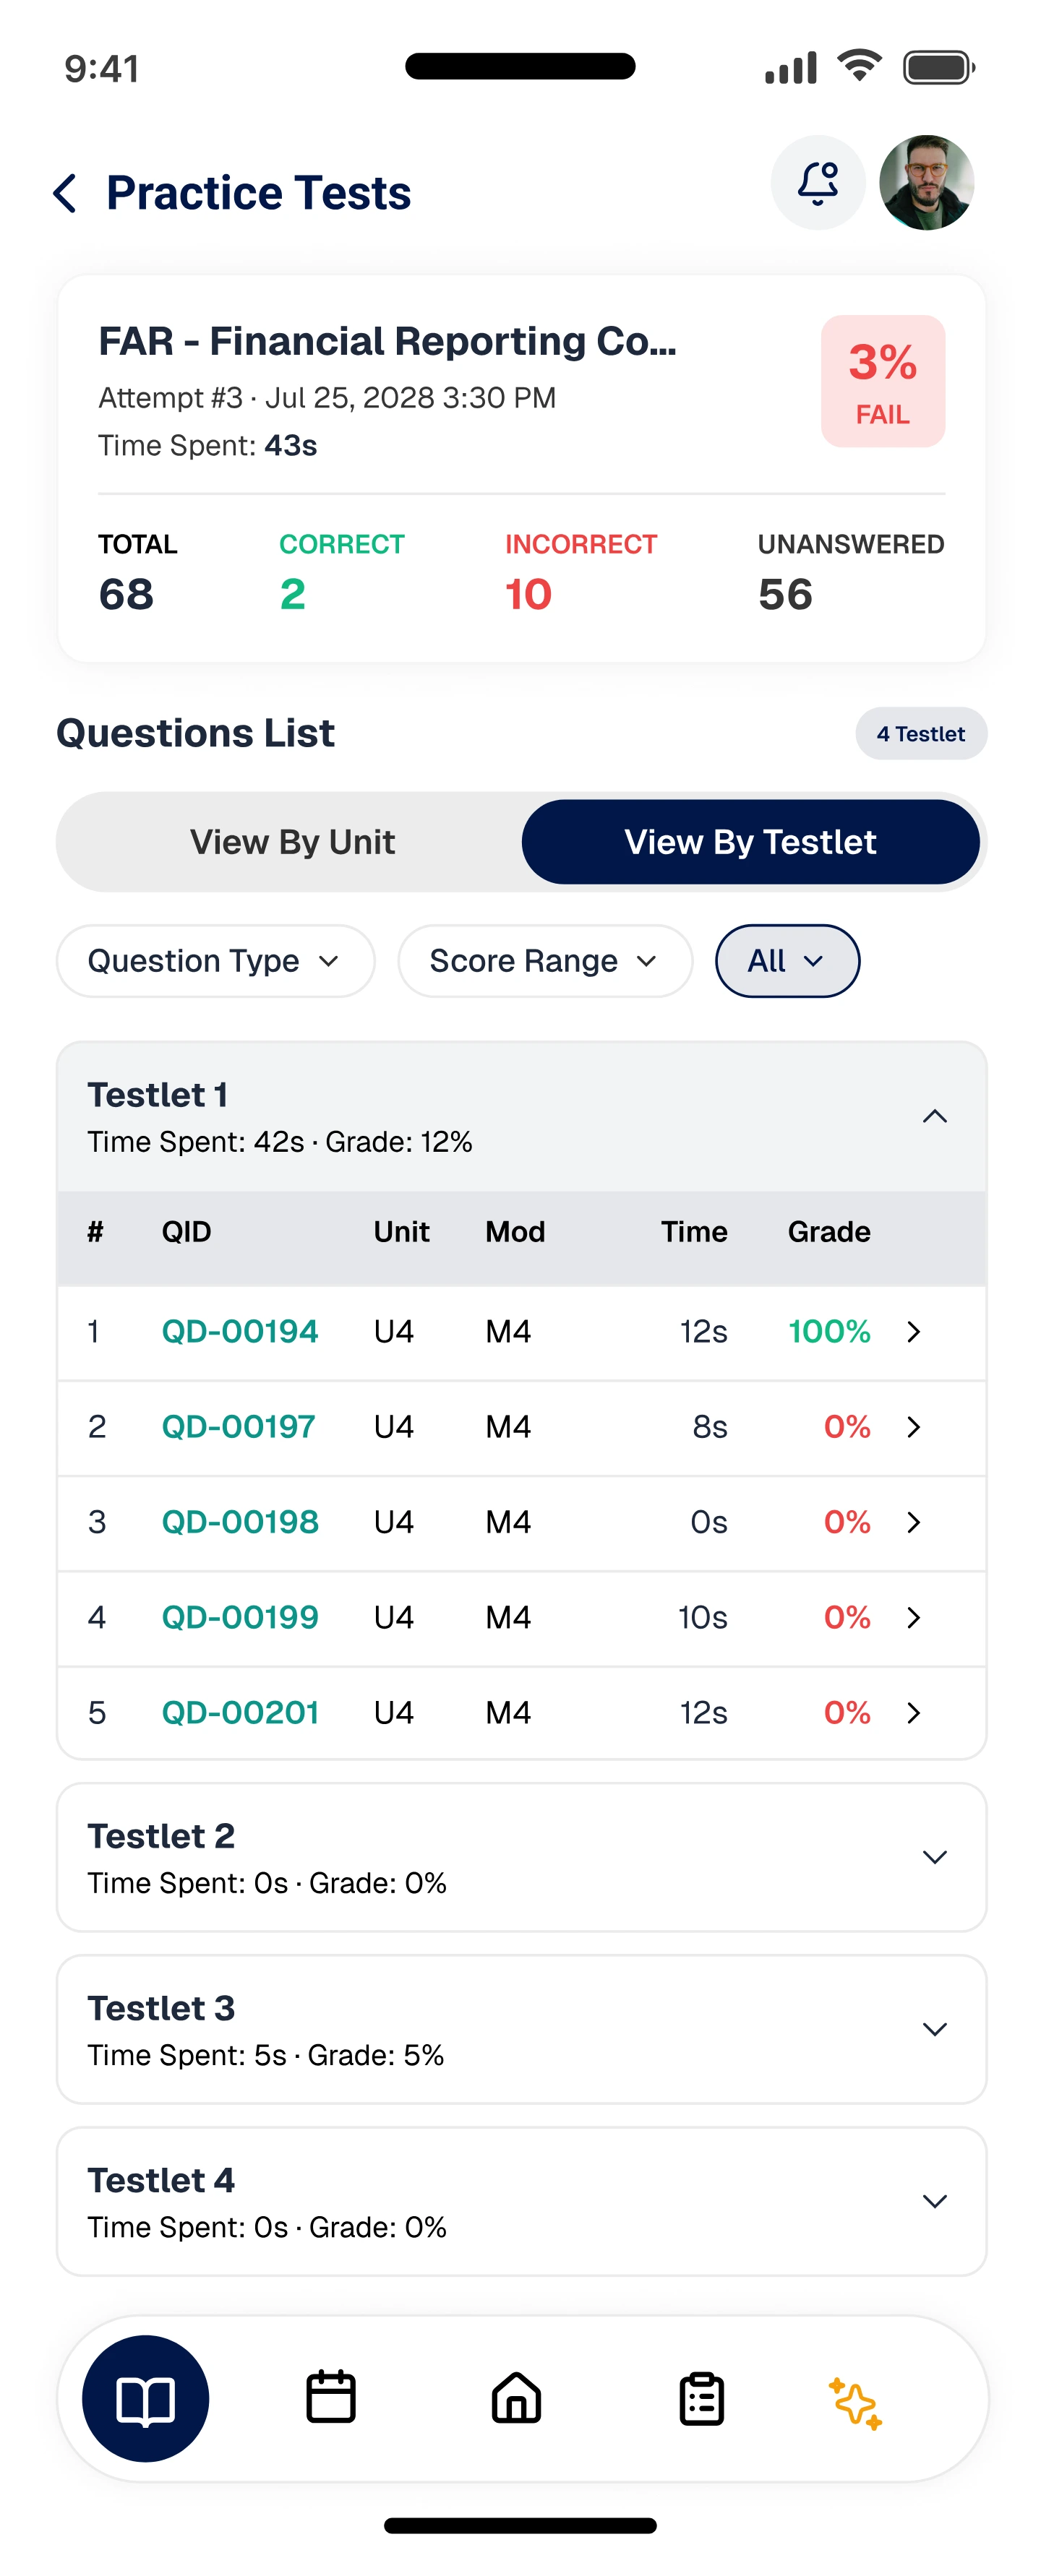 9:41
Practice Tests
FAR - Financial Reporting Co...
Attempt #3 · Jul 25, 2028 3:30 PM
Time Spent: 43s
3%
FAIL
TOTAL CORRECT INCORRECT UNANSWERED
68 2 10 56
Questions List
4 Testlet
View By Unit View By Testlet
Question Type Score Range All
Testlet 1
Time Spent: 42s · Grade: 12%
# QID Unit Mod Time Grade
1 QD-00194 U4 M4 12s 100%
2 QD-00197 U4 M4 8s 0%
3 QD-00198 U4 M4 0s 0%
4 QD-00199 U4 M4 10s 0%
5 QD-00201 U4 M4 12s 0%
Testlet 2
Time Spent: 0s · Grade: 0%
Testlet 3
Time Spent: 5s · Grade: 5%
Testlet 4
Time Spent: 0s · Grade: 0%